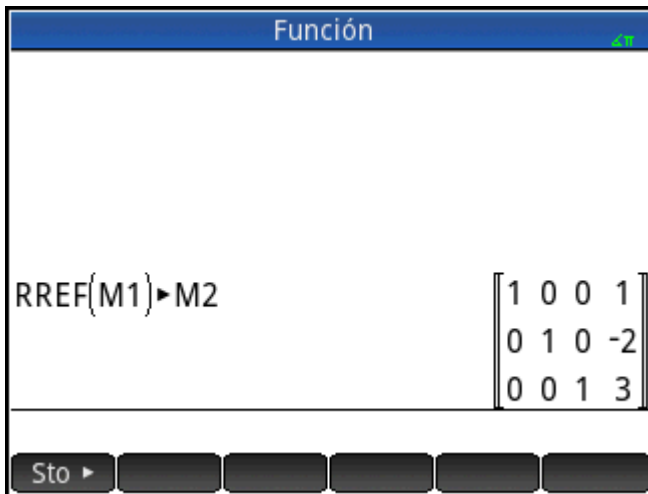 Función
∡π
RREF(M1)►M2
1 0 0 1
0 1 0 -2
0 0 1 3
Sto ►